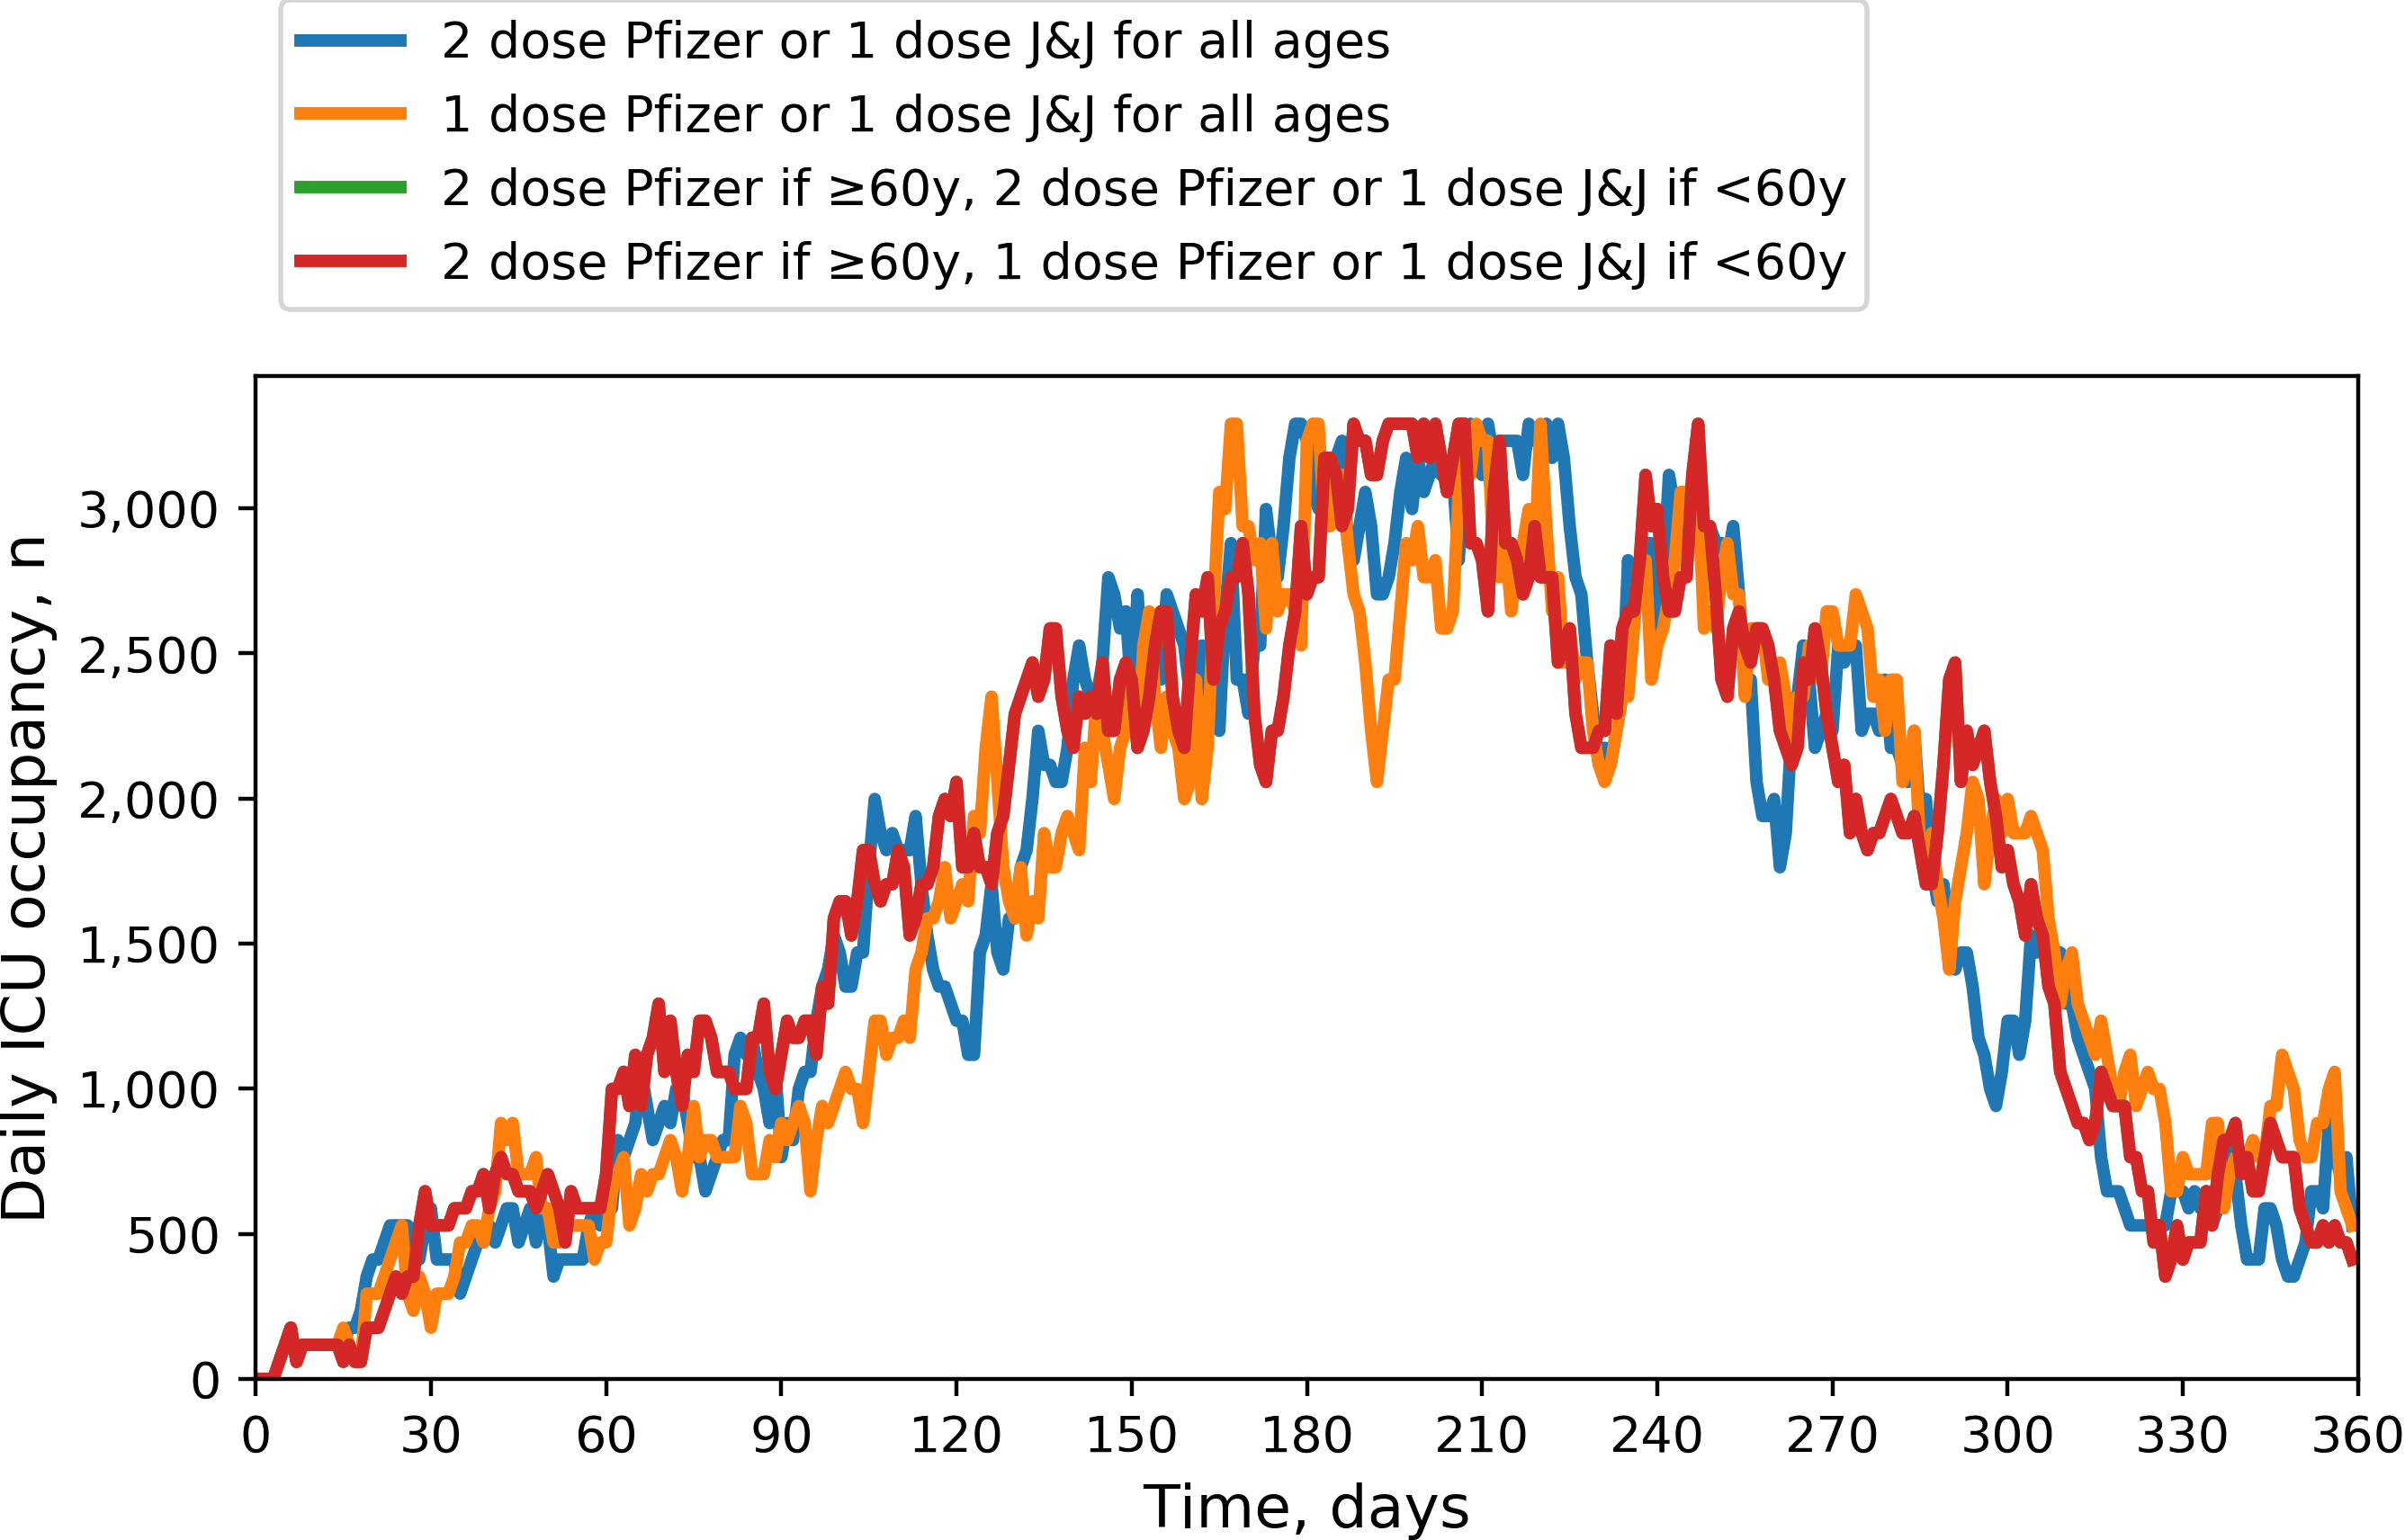 2 dose Pfizer or 1 dose J&J for all ages
1 dose Pfizer or 1 dose J&J for all ages
2 dose Pfizer if ≥60y, 2 dose Pfizer or 1 dose J&J if <60y
2 dose Pfizer if ≥60y, 1 dose Pfizer or 1 dose J&J if <60y
Daily ICU occupancy, n
3,000
2,500
2,000
1,500
1,000
500
0
0 30 60 90 120 150 180 210 240 270 300 330 360
Time, days